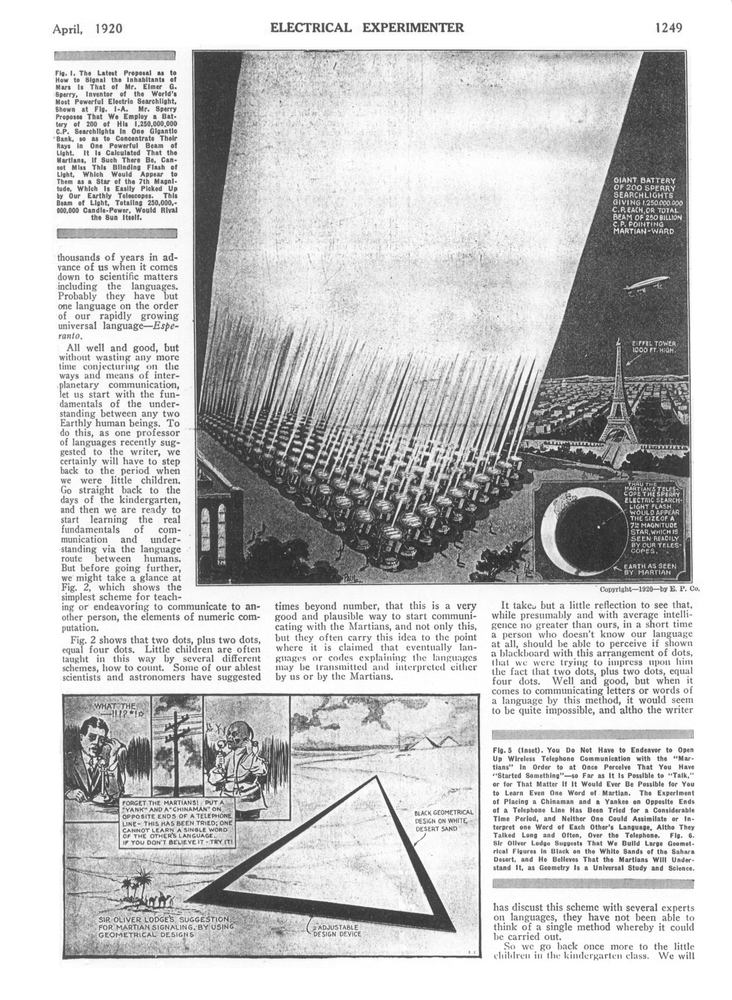 April, 1920
ELECTRICAL EXPERIMENTER
1249
Fig. 1. The Latest Proposal as to
How to Signal the Inhabitants of
Mars Is That of Mr. Elmer G.
Sperry, Inventor of the World's
Most Powerful Electric Searchlight,
Shown at Fig. 1-A. Mr. Sperry
Proposes That We Employ a Bat-
tery of 200 of His 1,250,000,000
C.P. Searchlights in One Gigantic
Bank, so as to Concentrate Their
Rays in One Powerful Beam of
Light. It Is Calculated That the
Martians, If Such There Be, Can-
not Miss This Blinding Flash of
Light, Which Would Appear to
Them as a Star of the 7th Magni-
tude, Which Is Easily Picked Up
by Our Earthly Telescopes. This
Beam of Light, Totaling 250,000,-
000,000 Candle-Power, Would Rival
the Sun Itself.
thousands of years in ad-
vance of us when it comes
down to scientific matters
including the languages.
Probably they have but
one language on the order
of our rapidly growing
universal language—Espe-
ranto.
All well and good, but
without wasting any more
time conjecturing on the
ways and means of inter-
planetary communication,
let us start with the fun-
damentals of the under-
standing between any two
Earthly human beings. To
do this, as one professor
of languages recently sug-
gested to the writer, we
certainly will have to step
back to the period when
we were little children.
Go straight back to the
days of the kindergarten,
and then we are ready to
start learning the real
fundamentals of com-
munication and under-
standing via the language
route between humans.
But before going further,
we might take a glance at
Fig. 2, which shows the
simplest scheme for teach-
ing or endeavoring to communicate to an-
other person, the elements of numeric com-
putation.
Fig. 2 shows that two dots, plus two dots,
equal four dots. Little children are often
taught in this way by several different
schemes, how to count. Some of our ablest
scientists and astronomers have suggested
GIANT BATTERY
OF 200 SPERRY
SEARCHLIGHTS
GIVING 1,250.000.000
C.P. EACH, OR TOTAL
BEAM OF 250 BILLION
C.P. POINTING
MARTIAN-WARD
EIFFEL TOWER
1000 FT. HIGH.
THRU THE
MARTIAN'S TELES-
COPE THE SPERRY
ELECTRIC SEARCH-
LIGHT FLASH
WOULD APPEAR
THE SIZE OF A
7TH MAGNITUDE
STAR, WHICH IS
SEEN READILY
BY OUR TELES-
COPES.
EARTH AS SEEN
BY MARTIAN
PAUL
Copyright—1920—by E. P. Co.
times beyond number, that this is a very
good and plausible way to start communi-
cating with the Martians, and not only this,
but they often carry this idea to the point
where it is claimed that eventually lan-
guages or codes explaining the languages
may be transmitted and interpreted either
by us or by the Martians.
It takes but a little reflection to see that,
while presumably and with average intelli-
gence no greater than ours, in a short time
a person who doesn't know our language
at all, should be able to perceive if shown
a blackboard with this arrangement of dots,
that we were trying to impress upon him
the fact that two dots, plus two dots, equal
four dots. Well and good, but when it
comes to communicating letters or words of
a language by this method, it would seem
to be quite impossible, and altho the writer
WHAT THE
—!!!?*!☆
FORGET THE MARTIANS! PUT A
"YANK" AND A "CHINAMAN" ON
OPPOSITE ENDS OF A TELEPHONE
LINE- THIS HAS BEEN TRIED; ONE
CANNOT LEARN A SINGLE WORD
OF THE OTHER'S LANGUAGE.
IF YOU DON'T BELIEVE IT - TRY IT!
BLACK GEOMETRICAL
DESIGN ON WHITE
DESERT SAND
SIR OLIVER LODGE'S SUGGESTION
FOR MARTIAN SIGNALING, BY USING
GEOMETRICAL DESIGNS
ADJUSTABLE
DESIGN DEVICE
Fig. 5 (Inset). You Do Not Have to Endeavor to Open
Up Wireless Telephone Communication with the "Mar-
tians" In Order to at Once Perceive That You Have
"Started Something"—so Far as It Is Possible to "Talk,"
or for That Matter If It Would Ever Be Possible for You
to Learn Even One Word of Martian. The Experiment
of Placing a Chinaman and a Yankee on Opposite Ends
of a Telephone Line Has Been Tried for a Considerable
Time Period, and Neither One Could Assimilate or In-
terpret one Word of Each Other's Language, Altho They
Talked Long and Often, Over the Telephone. Fig. 6.
Sir Oliver Lodge Suggests That We Build Large Geomet-
rical Figures in Black on the White Sands of the Sahara
Desert, and He Believes That the Martians Will Under-
stand It, as Geometry Is a Universal Study and Science.
has discust this scheme with several experts
on languages, they have not been able to
think of a single method whereby it could
be carried out.
So we go back once more to the little
children in the kindergarten class. We will